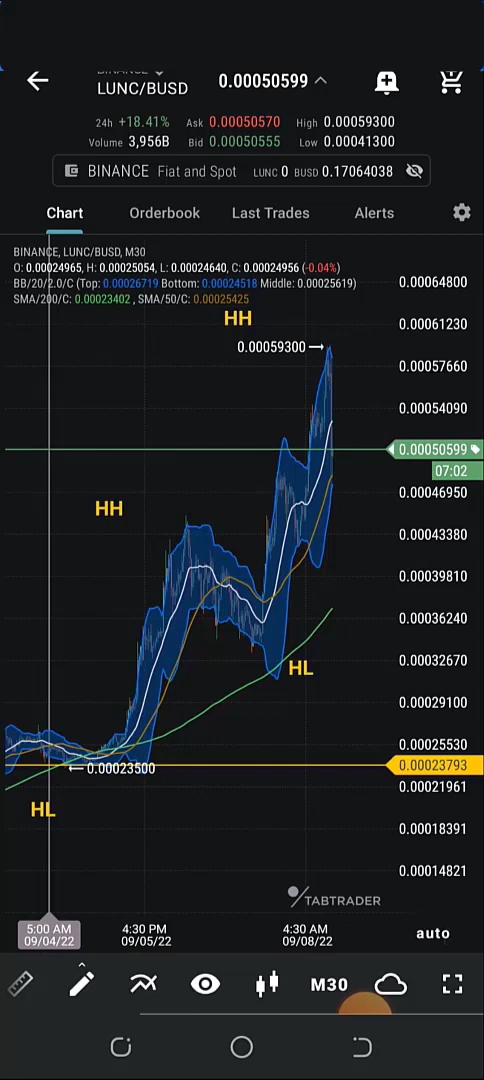 BINANCE
LUNC/BUSD
0.00050599
24h +18.41% Ask 0.00050570 High 0.00059300
Volume 3,956B Bid 0.00050555 Low 0.00041300
BINANCE Fiat and Spot LUNC 0 BUSD 0.17064038
Chart Orderbook Last Trades Alerts
BINANCE, LUNC/BUSD, M30
O: 0.00024965, H: 0.00025054, L: 0.00024640, C: 0.00024956 (-0.04%)
BB/20/2.0/C (Top: 0.00026719 Bottom: 0.00024518 Middle: 0.00025619)
SMA/200/C: 0.00023402 , SMA/50/C: 0.00025425
0.00064800
HH
0.00061230
0.00059300
0.00057660
0.00054090
0.00050599
07:02
0.00046950
HH
0.00043380
0.00039810
0.00036240
0.00032670
HL
0.00029100
0.00025530
0.00023500
0.00023793
0.00021961
HL
0.00018391
0.00014821
TABTRADER
5:00 AM 4:30 PM 4:30 AM
09/04/22 09/05/22 09/08/22
auto
M30